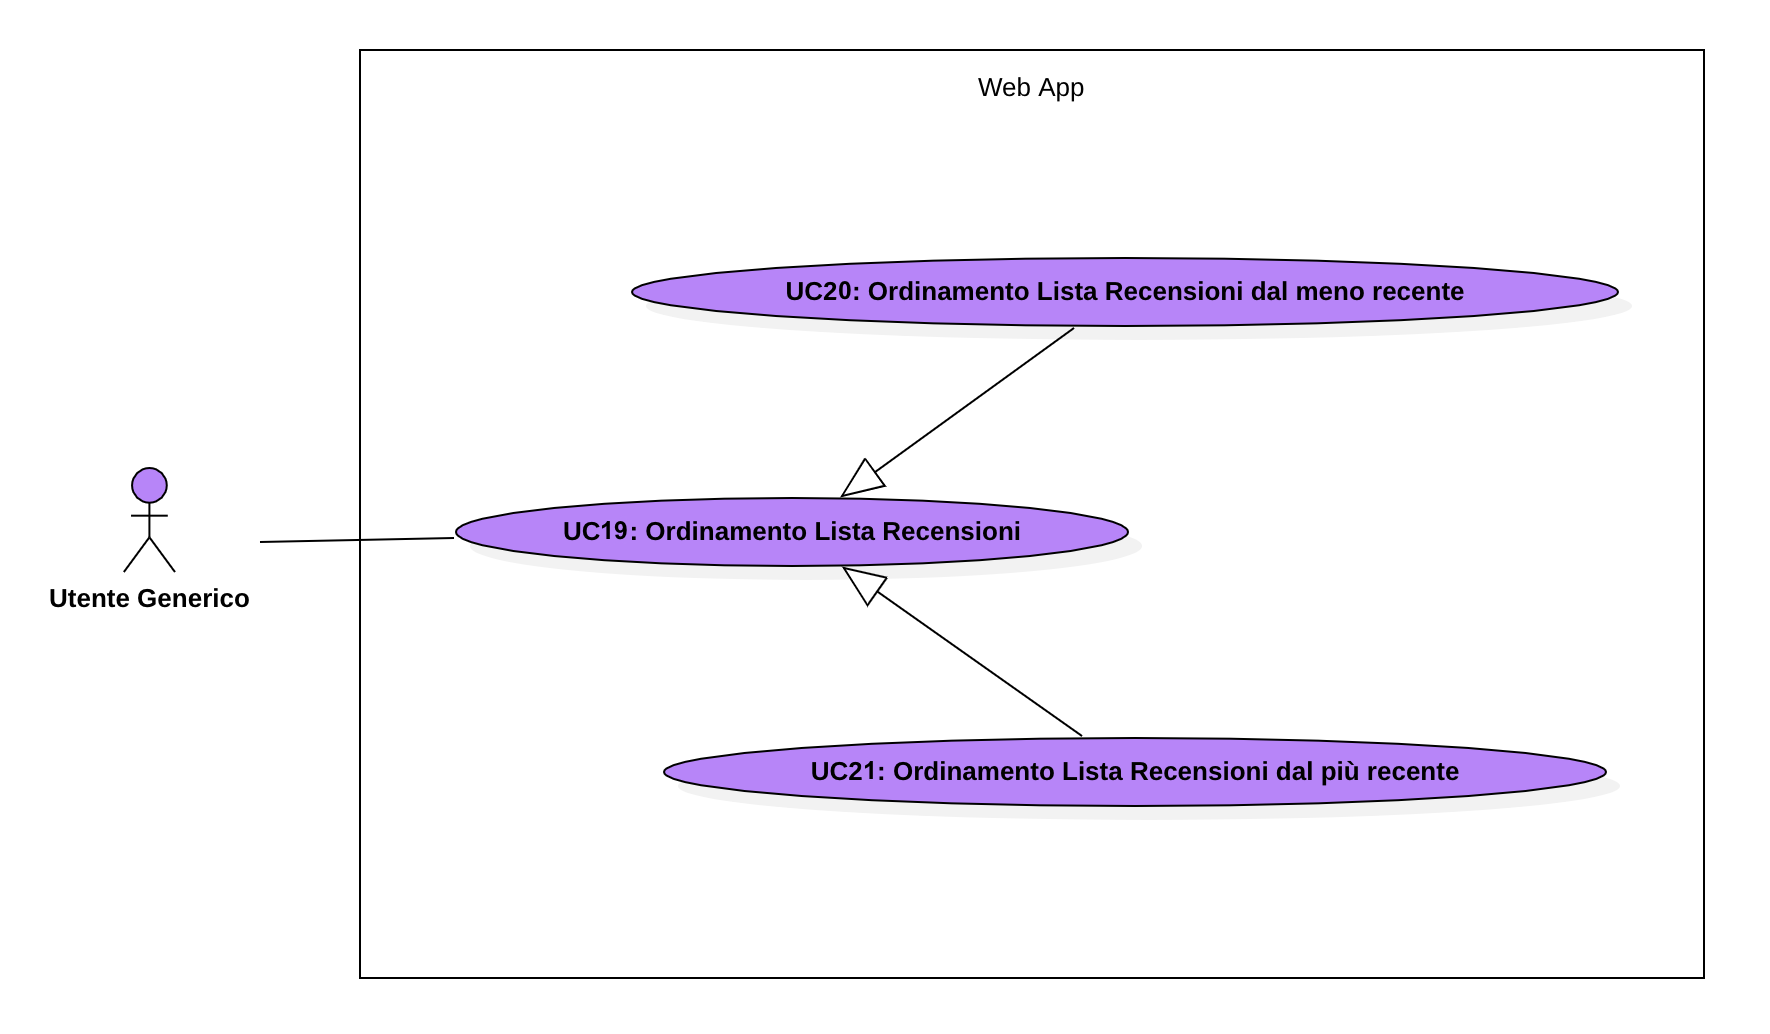 Web App
UC20: Ordinamento Lista Recensioni dal meno recente
UC19: Ordinamento Lista Recensioni
Utente Generico
UC21: Ordinamento Lista Recensioni dal più recente